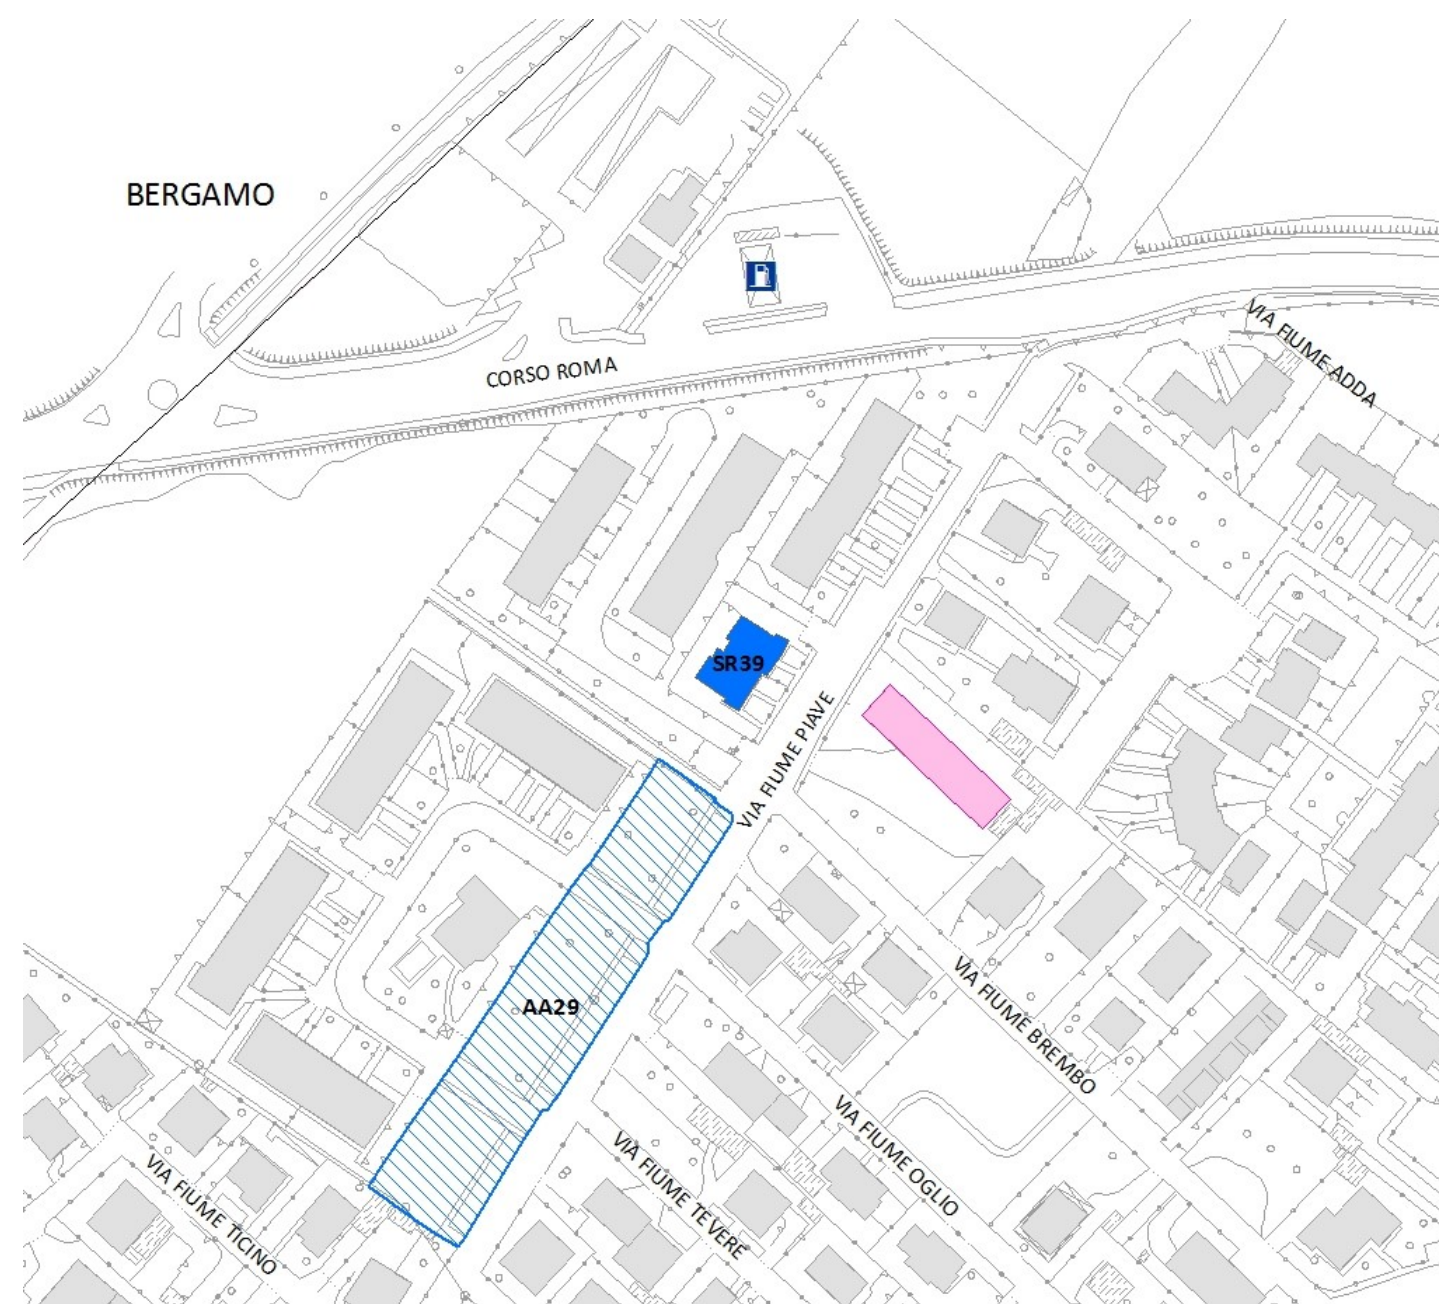 BERGAMO
VIA FIUME ADDA
CORSO ROMA
SR39
VIA FIUME PIAVE
AA29
VIA FIUME BREMBO
VIA FIUME OGLIO
VIA FIUME TEVERE
VIA FIUME TICINO